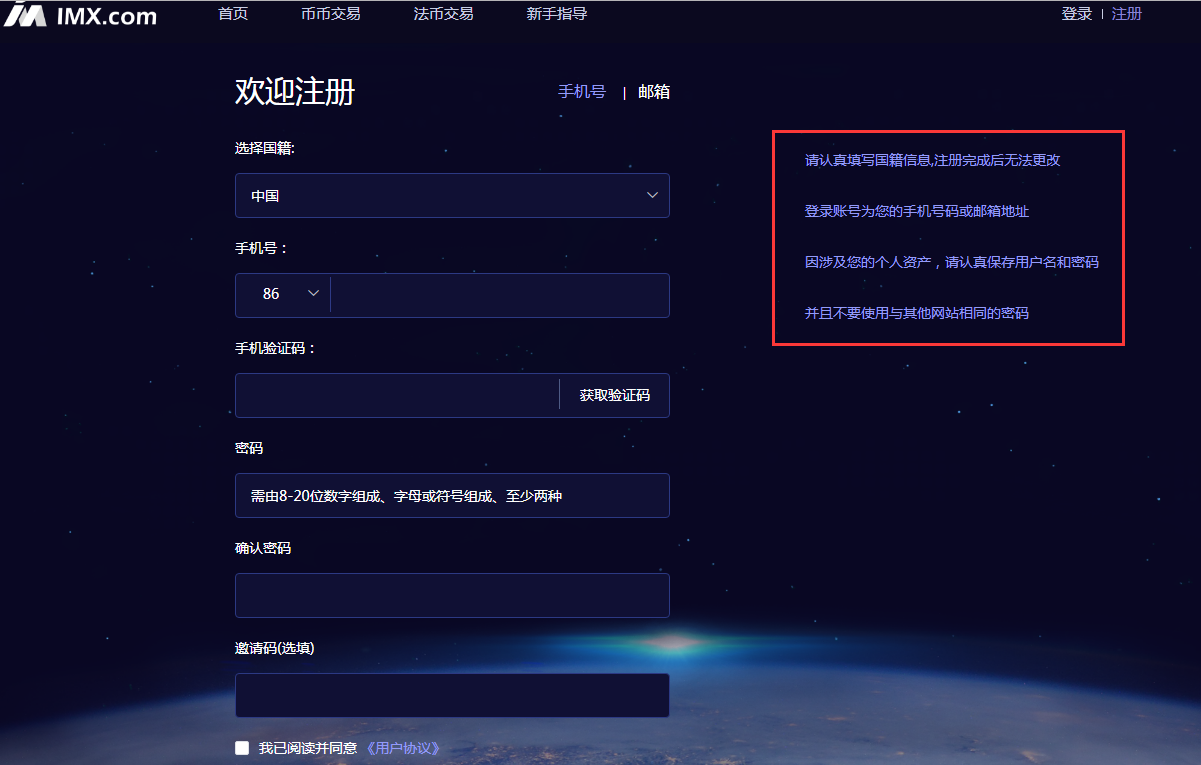 IMX.com 首页 币币交易 法币交易 新手指导 登录 | 注册
欢迎注册 手机号 | 邮箱
选择国籍:
中国
手机号：
86
手机验证码：
获取验证码
密码
需由8-20位数字组成、字母或符号组成、至少两种
确认密码
邀请码(选填)
我已阅读并同意《用户协议》
请认真填写国籍信息,注册完成后无法更改
登录账号为您的手机号码或邮箱地址
因涉及您的个人资产，请认真保存用户名和密码
并且不要使用与其他网站相同的密码